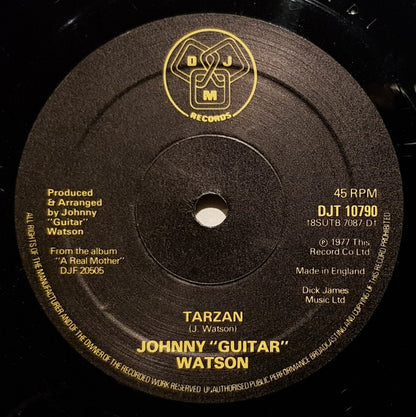 D J M
RECORDS
Produced
& Arranged
by Johnny
"Guitar"
Watson
From the album
"A Real Mother"
DJF 20505
45 RPM
DJT 10790
18SUTB 7087 D1
℗ 1977 This
Record Co Ltd
Made in England
Dick James
Music Ltd
TARZAN
(J. Watson)
JOHNNY "GUITAR"
WATSON
ALL RIGHTS OF THE MANUFACTURER AND OF THE OWNER OF THE RECORDED WORK RESERVED UNAUTHORISED PUBLIC PERFORMANCE BROADCASTING AND COPYING OF THIS RECORD PROHIBITED